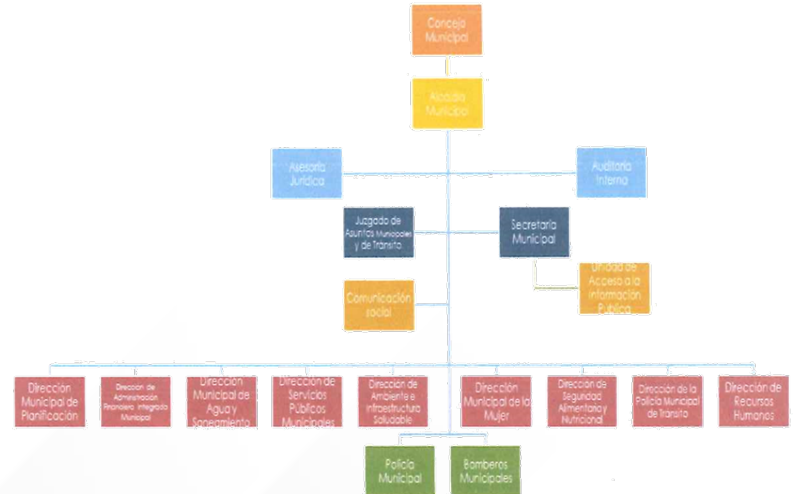 Concejo
Municipal
Alcaldía
Municipal
Asesoría
Jurídica
Auditoría
Interna
Juzgado de
Asuntos Municipales
y de Tránsito
Secretaría
Municipal
Unidad de
Acceso a la
Información
Pública
Comunicación
social
Dirección
Municipal de
Planificación
Dirección de
Administración
Financiera Integrada
Municipal
Dirección
Municipal de
Agua y
Saneamiento
Dirección de
Servicios
Públicos
Municipales
Dirección de
Ambiente e
Infraestructura
Saludable
Dirección
Municipal de la
Mujer
Dirección de
Seguridad
Alimentaria y
Nutricional
Dirección de la
Policía Municipal
de Tránsito
Dirección de
Recursos
Humanos
Policía
Municipal
Bomberos
Municipales